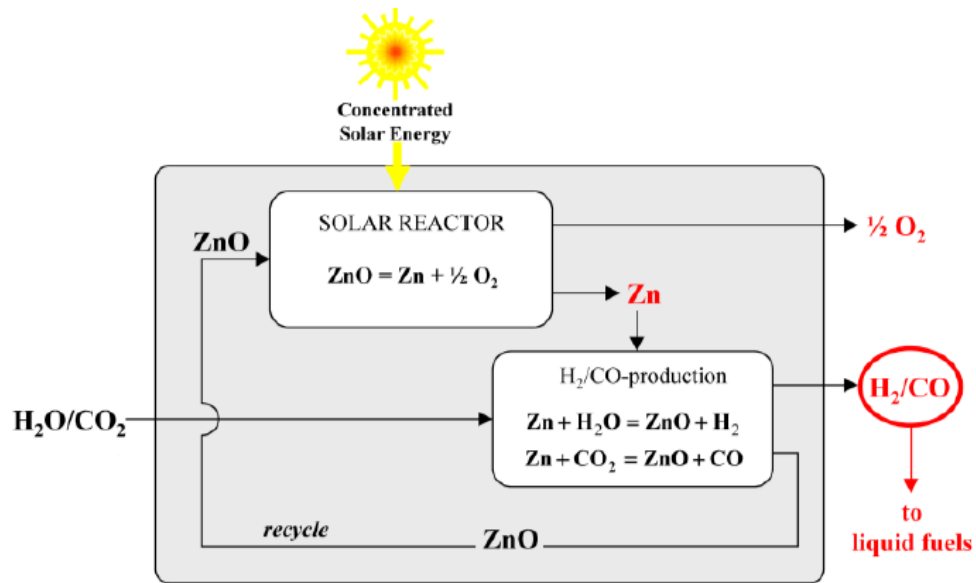 Concentrated
Solar Energy
SOLAR REACTOR
ZnO = Zn + ½ O₂
ZnO
½ O₂
Zn
H₂/CO-production
Zn + H₂O = ZnO + H₂
Zn + CO₂ = ZnO + CO
H₂O/CO₂
H₂/CO
recycle
ZnO
to
liquid fuels